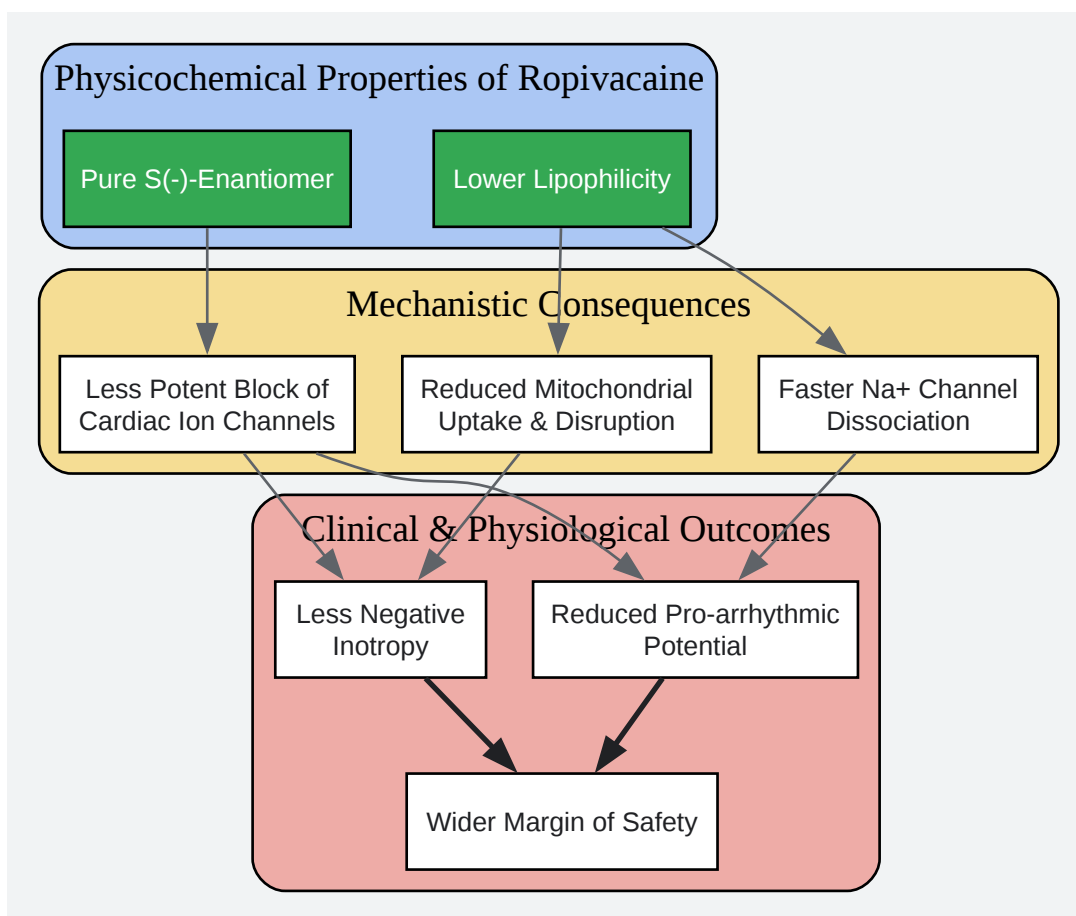 Physicochemical Properties of Ropivacaine
Pure S(-)-Enantiomer
Lower Lipophilicity
Mechanistic Consequences
Less Potent Block of
Cardiac Ion Channels
Reduced Mitochondrial
Uptake & Disruption
Faster Na+ Channel
Dissociation
Clinical & Physiological Outcomes
Less Negative
Inotropy
Reduced Pro-arrhythmic
Potential
Wider Margin of Safety